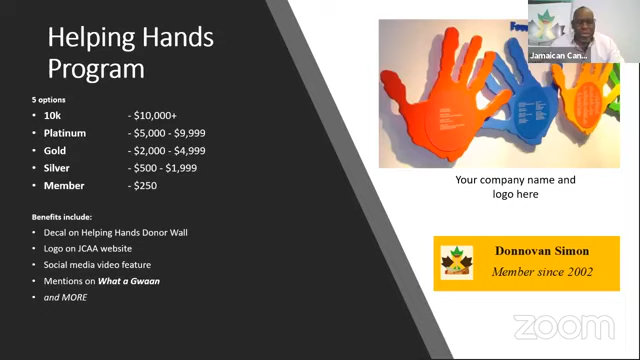 Helping Hands
Program
5 options
• 10k - $10,000+
• Platinum - $5,000 - $9,999
• Gold - $2,000 - $4,999
• Silver - $500 - $1,999
• Member - $250
Benefits include:
• Decal on Helping Hands Donor Wall
• Logo on JCAA website
• Social media video feature
• Mentions on What a Gwaan
• and MORE
Jamaican Can...
Your company name and
logo here
Donnovan Simon
Member since 2002
zoom